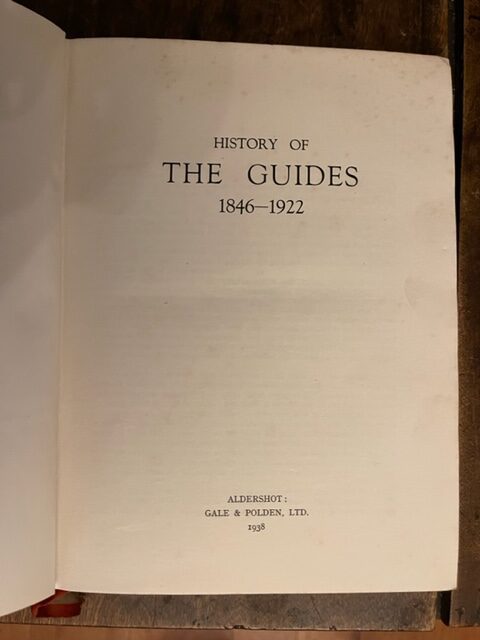 HISTORY OF
THE GUIDES
1846—1922
ALDERSHOT:
GALE & POLDEN, LTD.
1938